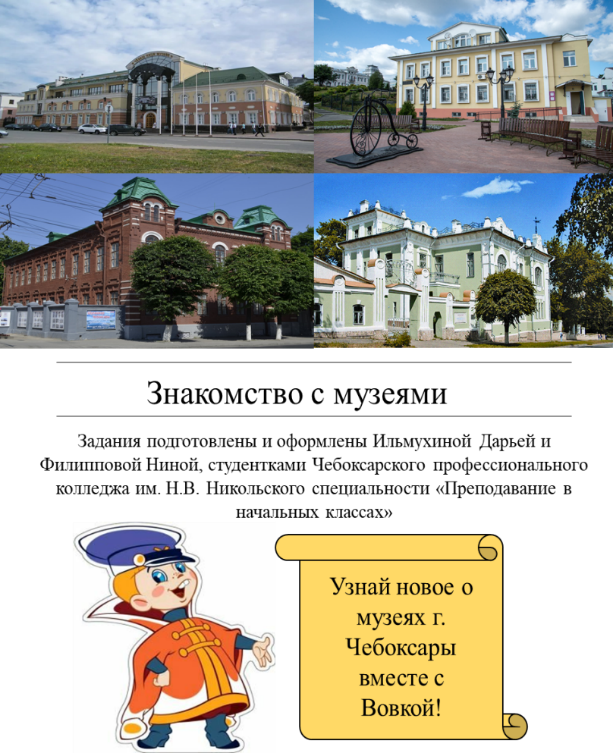 Знакомство с музеями
Задания подготовлены и оформлены Ильмухиной Дарьей и
Филипповой Ниной, студентками Чебоксарского профессионального
колледжа им. Н.В. Никольского специальности «Преподавание в
начальных классах»
Узнай новое о
музеях г.
Чебоксары
вместе с
Вовкой!